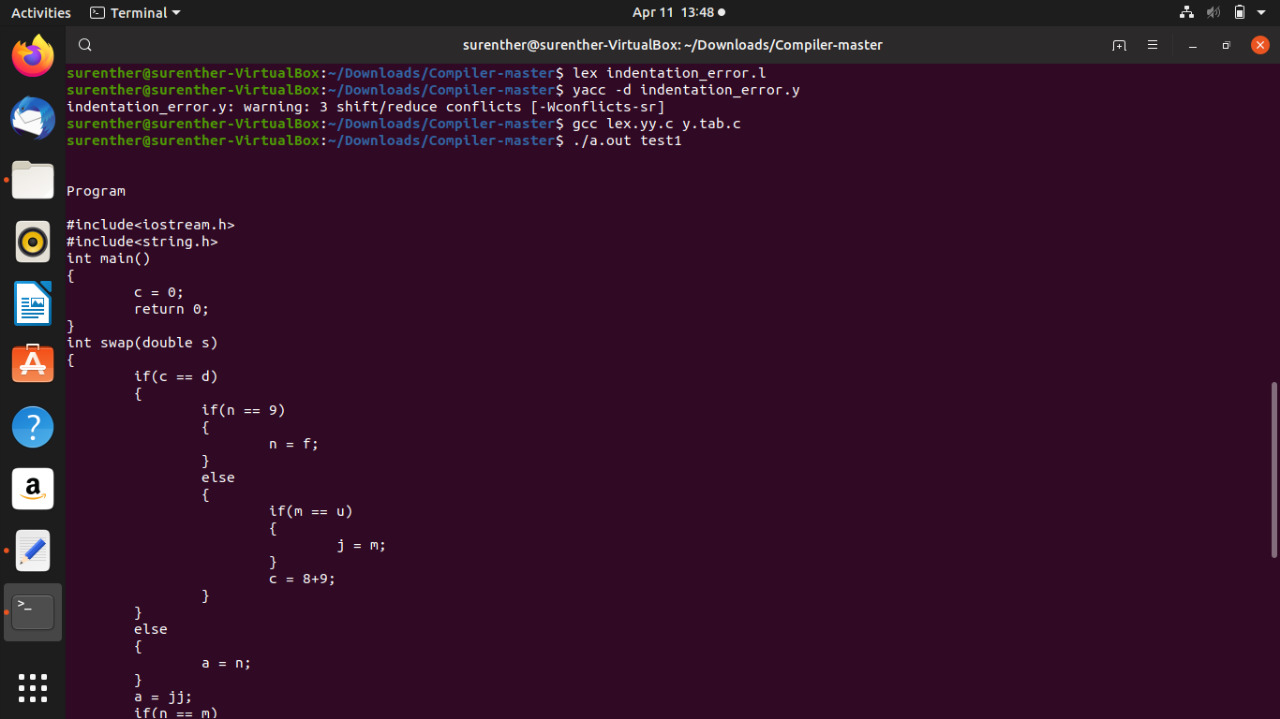 Activities Terminal Apr 11 13:48
surenther@surenther-VirtualBox: ~/Downloads/Compiler-master
surenther@surenther-VirtualBox:~/Downloads/Compiler-master$ lex indentation_error.l
surenther@surenther-VirtualBox:~/Downloads/Compiler-master$ yacc -d indentation_error.y
indentation_error.y: warning: 3 shift/reduce conflicts [-Wconflicts-sr]
surenther@surenther-VirtualBox:~/Downloads/Compiler-master$ gcc lex.yy.c y.tab.c
surenther@surenther-VirtualBox:~/Downloads/Compiler-master$ ./a.out test1
Program
#include<iostream.h>
#include<string.h>
int main()
{
        c = 0;
        return 0;
}
int swap(double s)
{
        if(c == d)
        {
                if(n == 9)
                {
                        n = f;
                }
                else
                {
                        if(m == u)
                        {
                                j = m;
                        }
                        c = 8+9;
                }
        }
        else
        {
                a = n;
        }
        a = jj;
        if(n == m)